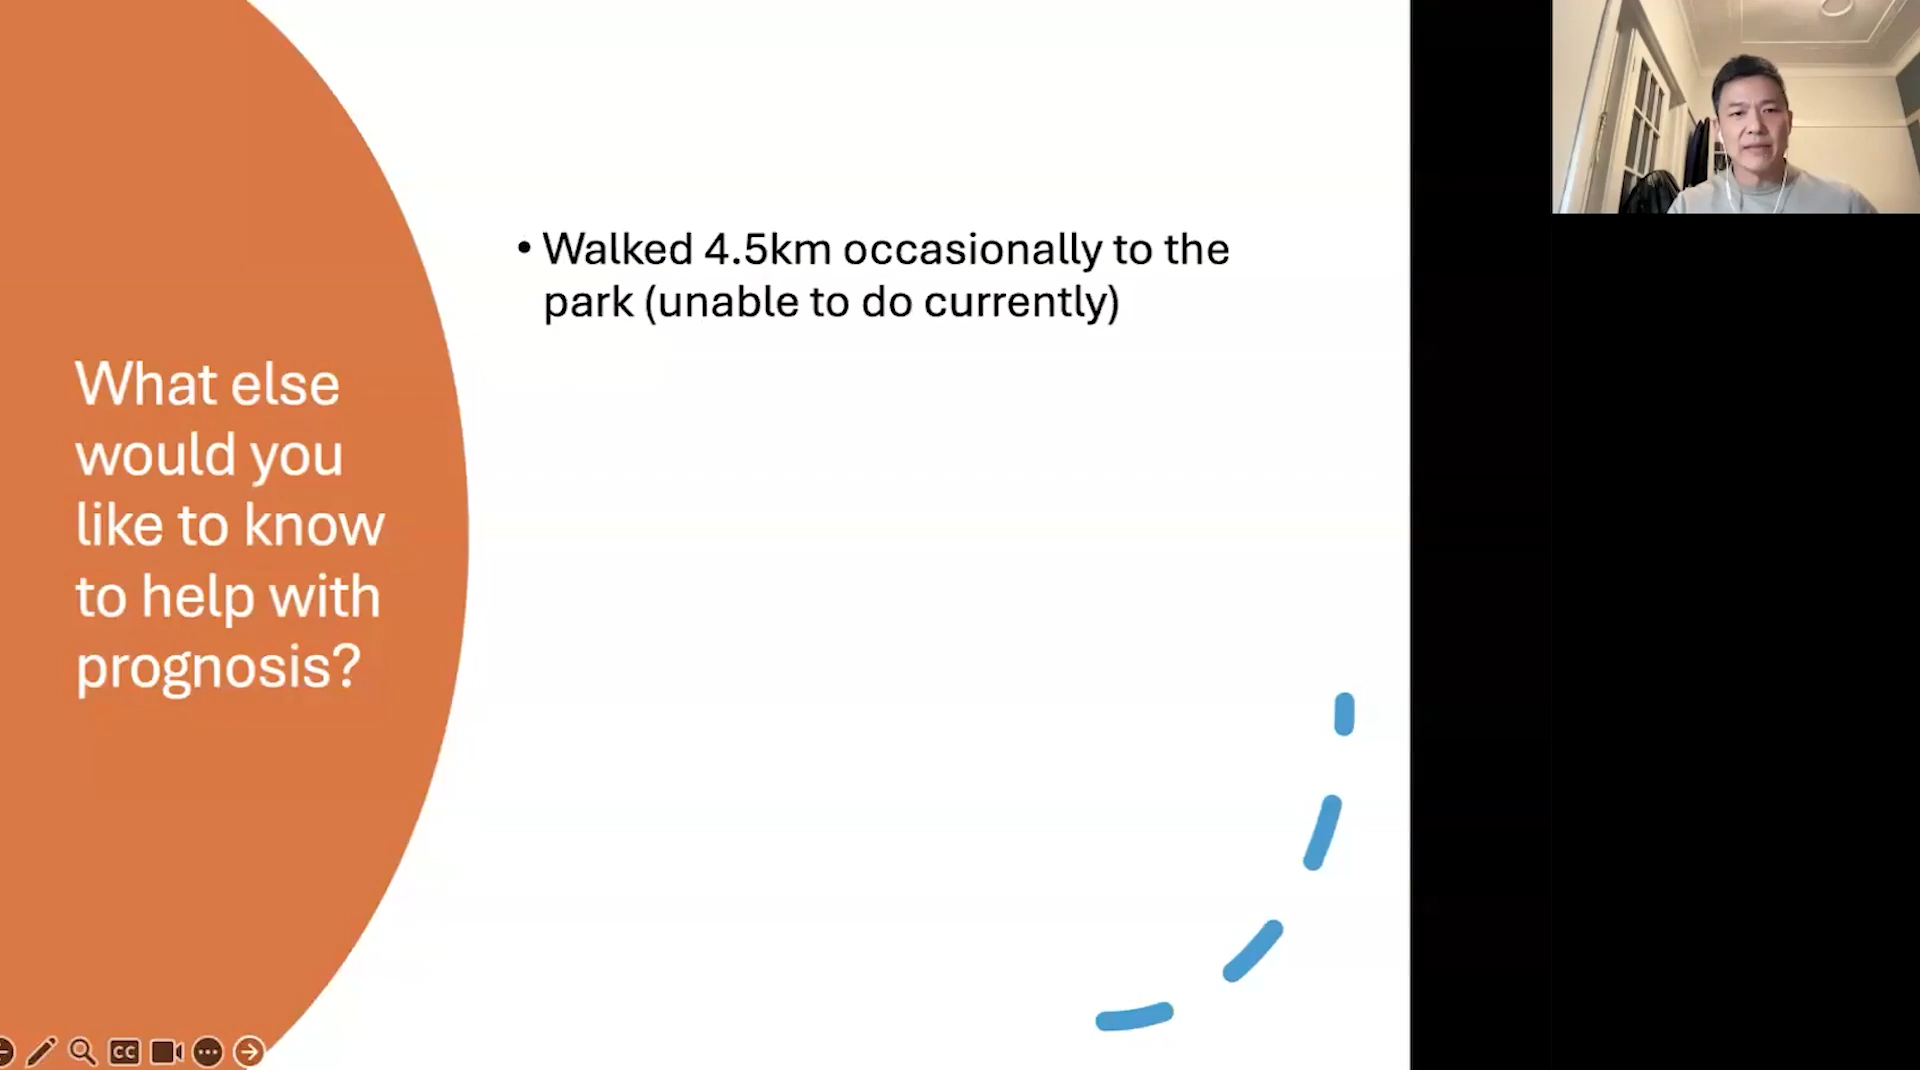 What else
would you
like to know
to help with
prognosis?
• Walked 4.5km occasionally to the
park (unable to do currently)
CC